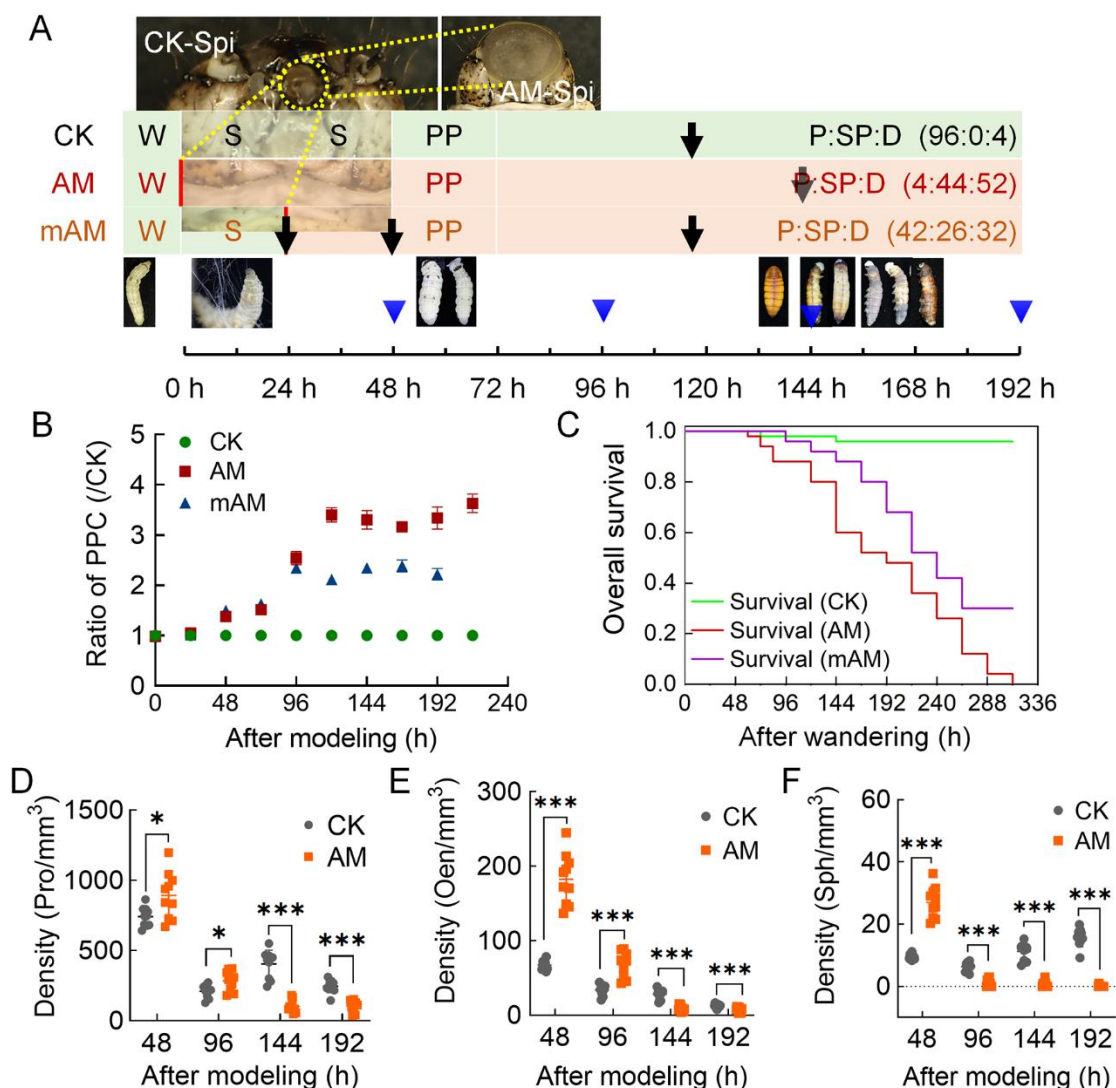 A
CK-Spi
AM-Spi
CK W S S PP P:SP:D (96:0:4)
AM W PP P:SP:D (4:44:52)
mAM W S PP P:SP:D (42:26:32)
0 h 24 h 48 h 72 h 96 h 120 h 144 h 168 h 192 h
B
Ratio of PPC (/CK)
5
4
3
2
1
0
CK
AM
mAM
0 48 96 144 192 240
After modeling (h)
C
Overall survival
1.0
0.8
0.6
0.4
0.2
0.0
Survival (CK)
Survival (AM)
Survival (mAM)
0 48 96 144 192 240 288 336
After wandering (h)
D
Density (Pro/mm³)
1500
1000
500
0
CK
AM
* * *** ***
48 96 144 192
After modeling (h)
E
Density (Oen/mm³)
300
200
100
0
CK
AM
*** *** *** ***
48 96 144 192
After modeling (h)
F
Density (Sph/mm³)
60
40
20
0
CK
AM
*** *** *** ***
48 96 144 192
After modeling (h)